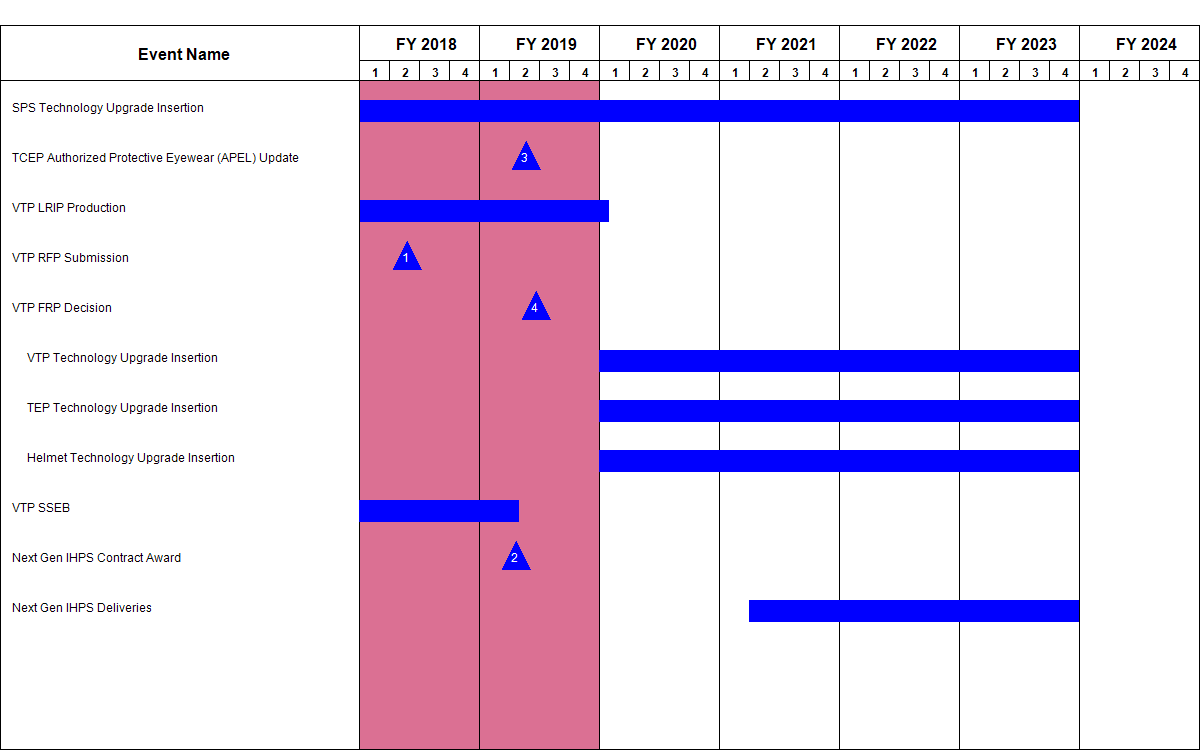 Event Name
FY 2018 FY 2019 FY 2020 FY 2021 FY 2022 FY 2023 FY 2024
1 2 3 4 1 2 3 4 1 2 3 4 1 2 3 4 1 2 3 4 1 2 3 4 1 2 3 4
SPS Technology Upgrade Insertion
TCEP Authorized Protective Eyewear (APEL) Update 3
VTP LRIP Production
VTP RFP Submission 1
VTP FRP Decision 4
VTP Technology Upgrade Insertion
TEP Technology Upgrade Insertion
Helmet Technology Upgrade Insertion
VTP SSEB
Next Gen IHPS Contract Award 2
Next Gen IHPS Deliveries